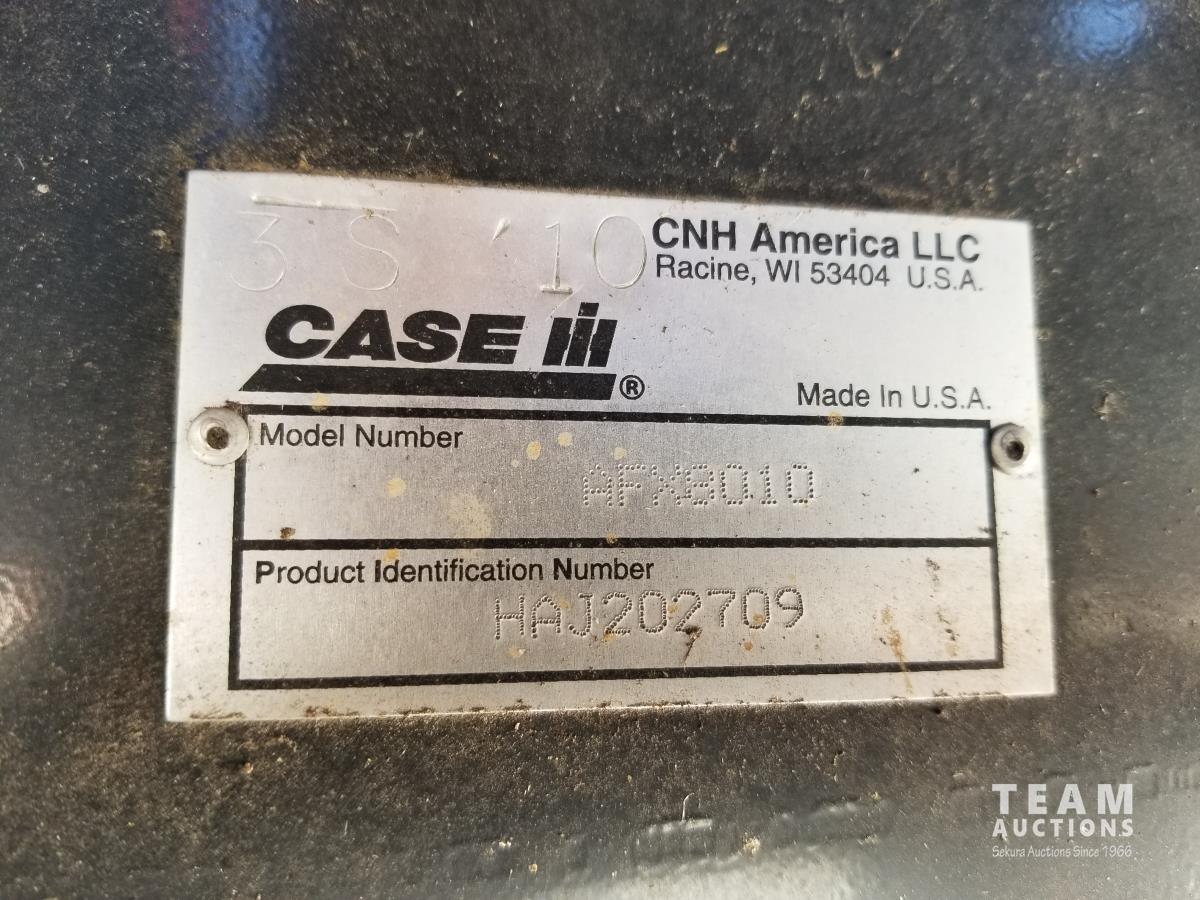 3 S '10
CNH America LLC
Racine, WI 53404 U.S.A.
CASE IH®
Made In U.S.A.
Model Number
AFX8010
Product Identification Number
HAJ202709
TEAM
AUCTIONS
Sekura Auctions Since 1966